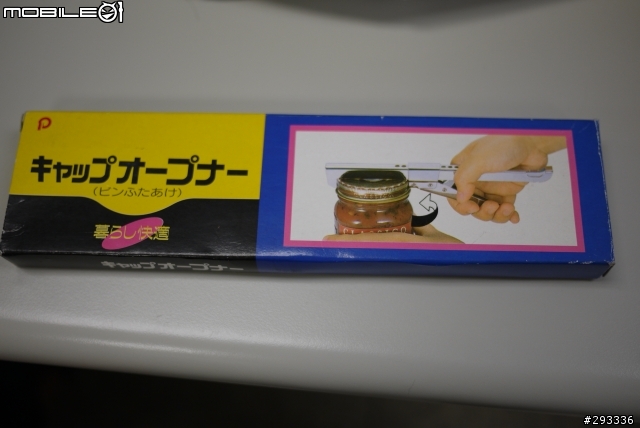 MOBILE01
キャップオープナー
(ビンふたあけ)
暮らし快適
キャップオープナー
CLASSICO
#293336